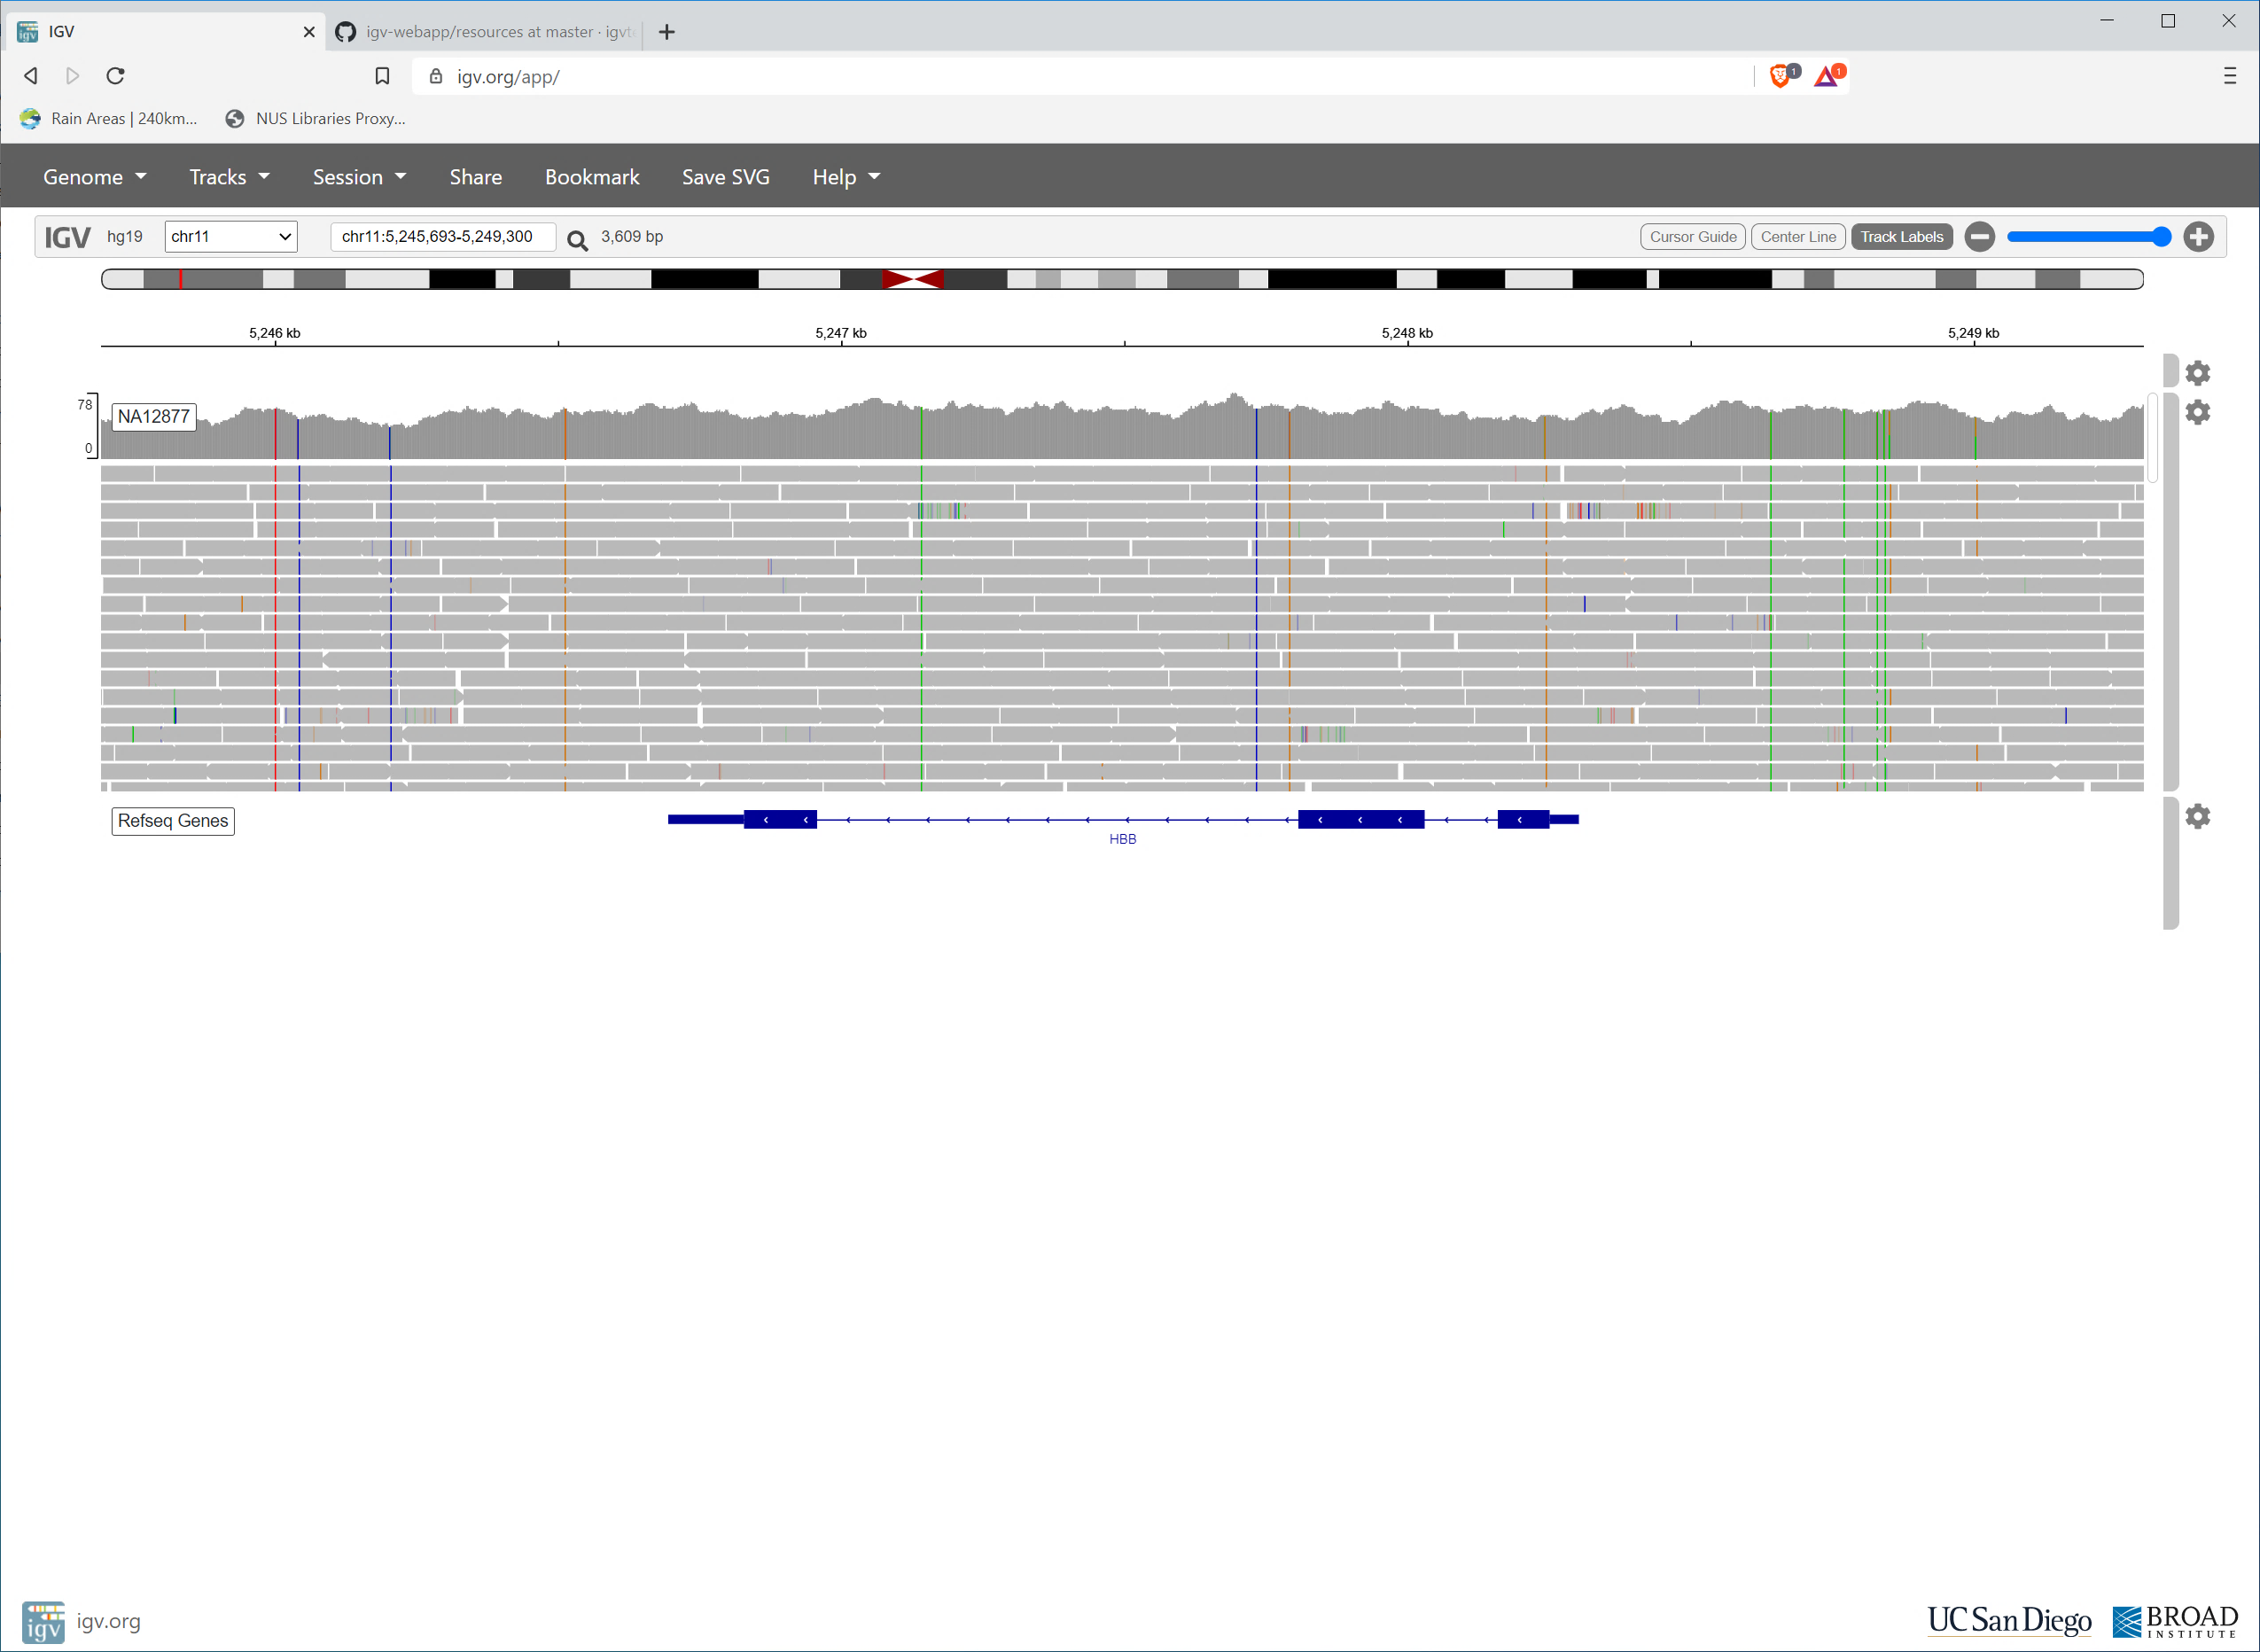 IGV
igv-webapp/resources at master · igvt
igv.org/app/
1
1
Rain Areas | 240km...
NUS Libraries Proxy...
Genome
Tracks
Session
Share
Bookmark
Save SVG
Help
IGV
hg19
chr11
chr11:5,245,693-5,249,300
3,609 bp
Cursor Guide
Center Line
Track Labels
5,246 kb
5,247 kb
5,248 kb
5,249 kb
78
0
NA12877
Refseq Genes
HBB
igv
igv.org
UC San Diego
BROAD
INSTITUTE